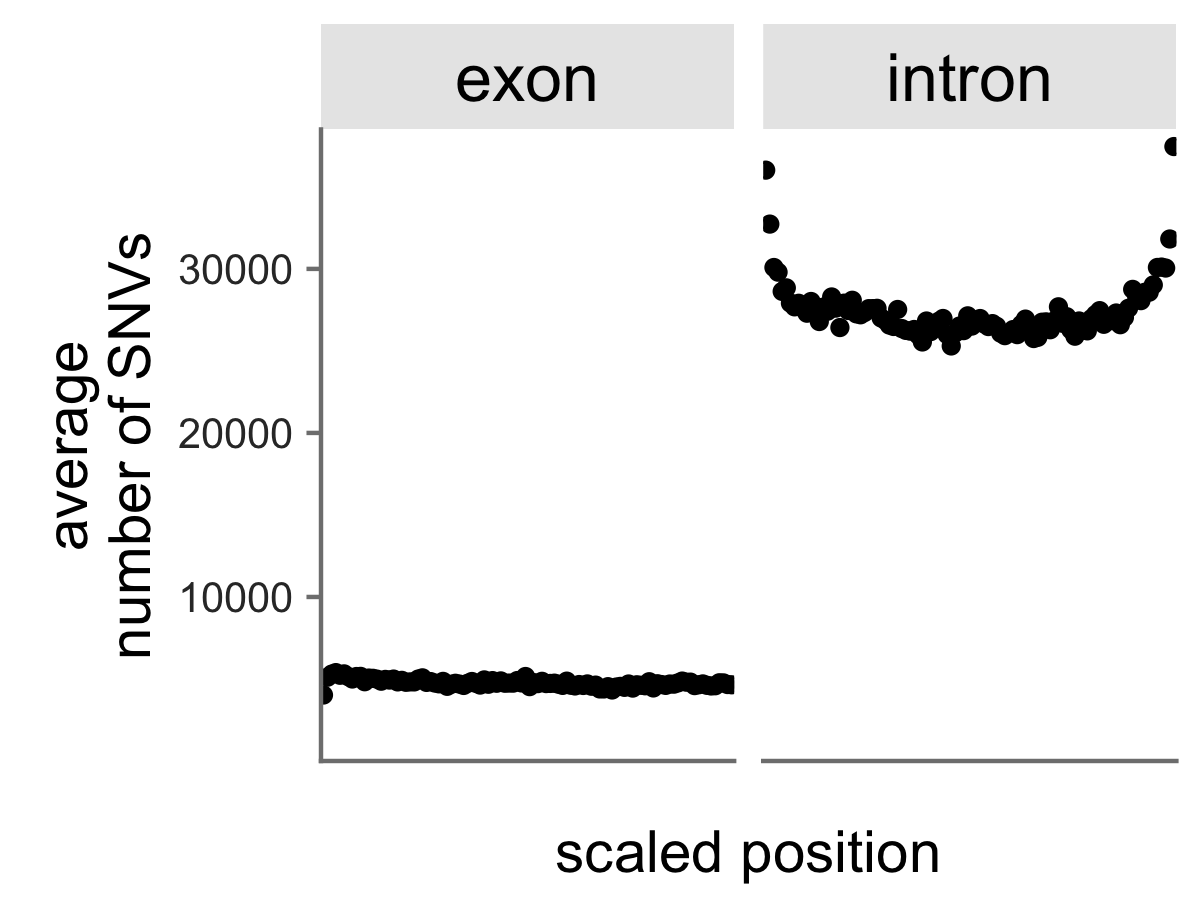 exon
intron
average
number of SNVs
30000
20000
10000
scaled position